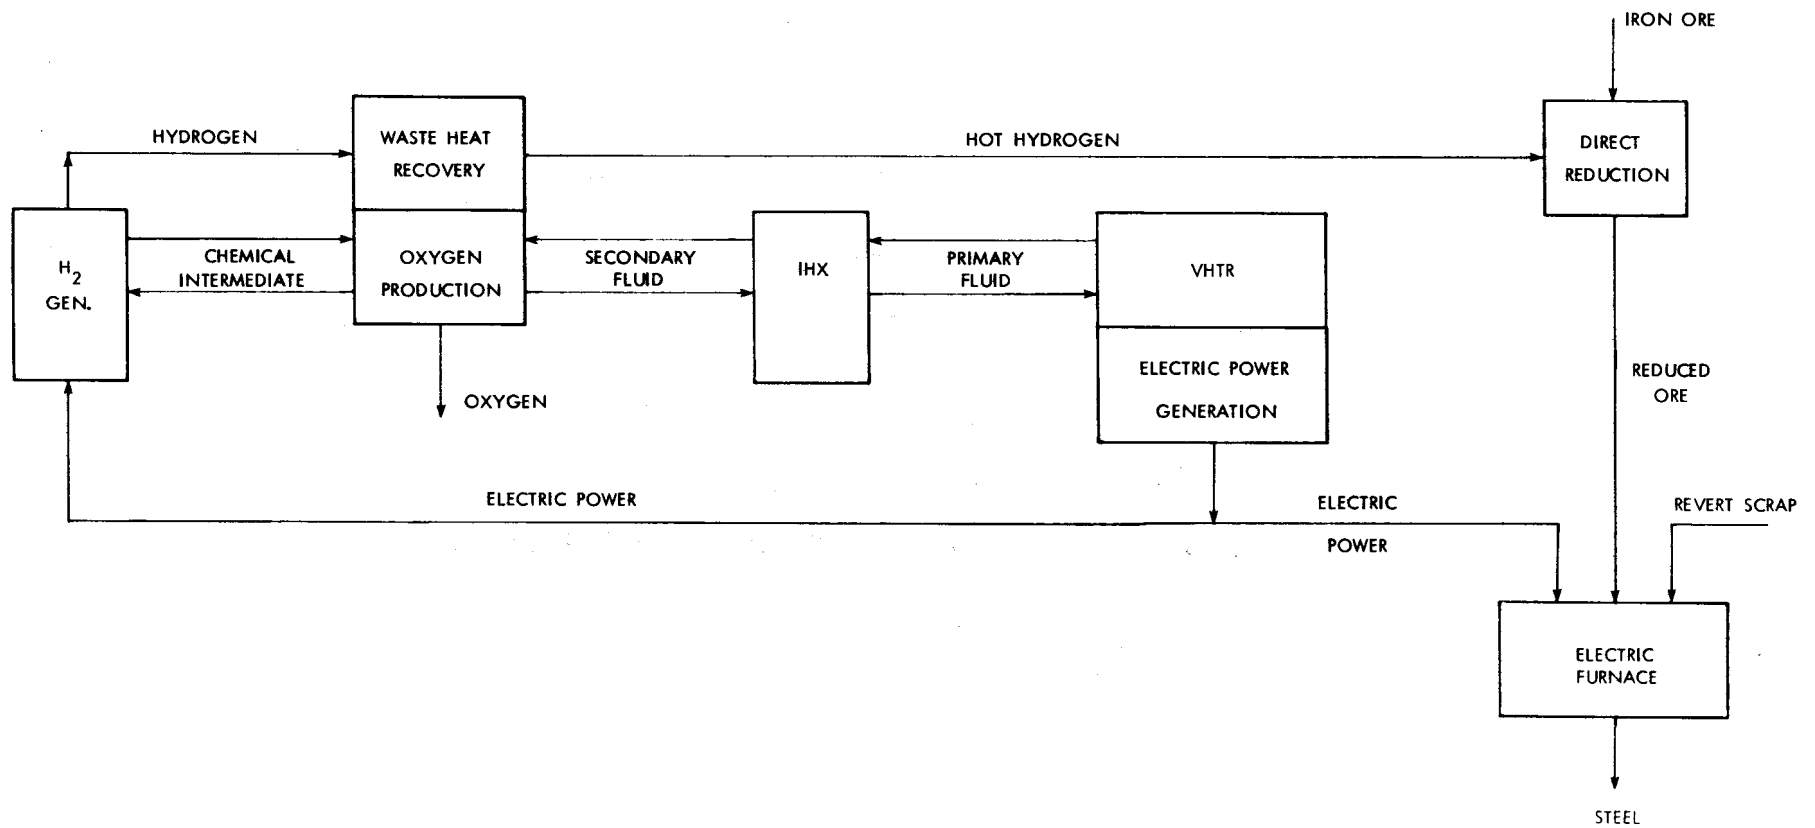 IRON ORE
HYDROGEN
WASTE HEAT
RECOVERY
HOT HYDROGEN
DIRECT
REDUCTION
H2
GEN.
CHEMICAL
INTERMEDIATE
OXYGEN
PRODUCTION
SECONDARY
FLUID
IHX
PRIMARY
FLUID
VHTR
ELECTRIC POWER
GENERATION
REDUCED
ORE
OXYGEN
ELECTRIC POWER
ELECTRIC
POWER
REVERT SCRAP
ELECTRIC
FURNACE
STEEL